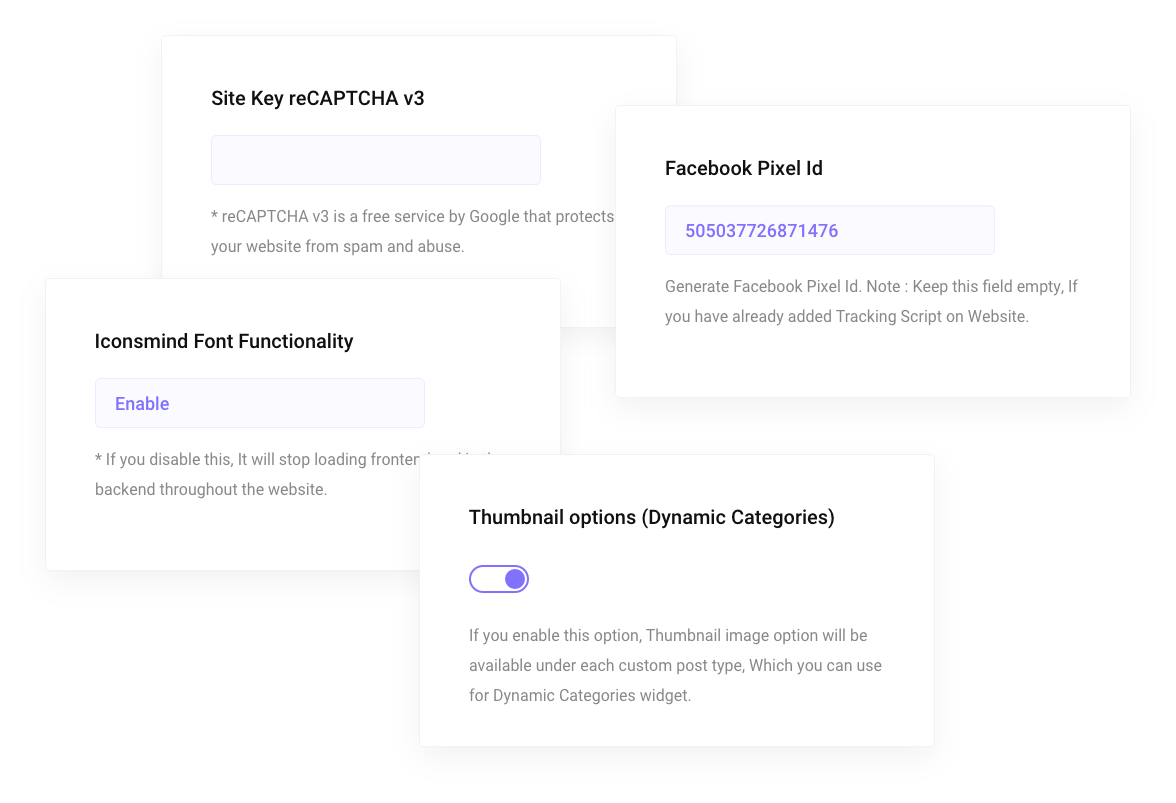 Site Key reCAPTCHA v3
* reCAPTCHA v3 is a free service by Google that protects
your website from spam and abuse.
Facebook Pixel Id
505037726871476
Generate Facebook Pixel Id. Note : Keep this field empty, If
you have already added Tracking Script on Website.
Iconsmind Font Functionality
Enable
* If you disable this, It will stop loading
backend throughout the website.
Thumbnail options (Dynamic Categories)
If you enable this option, Thumbnail image option will be
available under each custom post type, Which you can use
for Dynamic Categories widget.